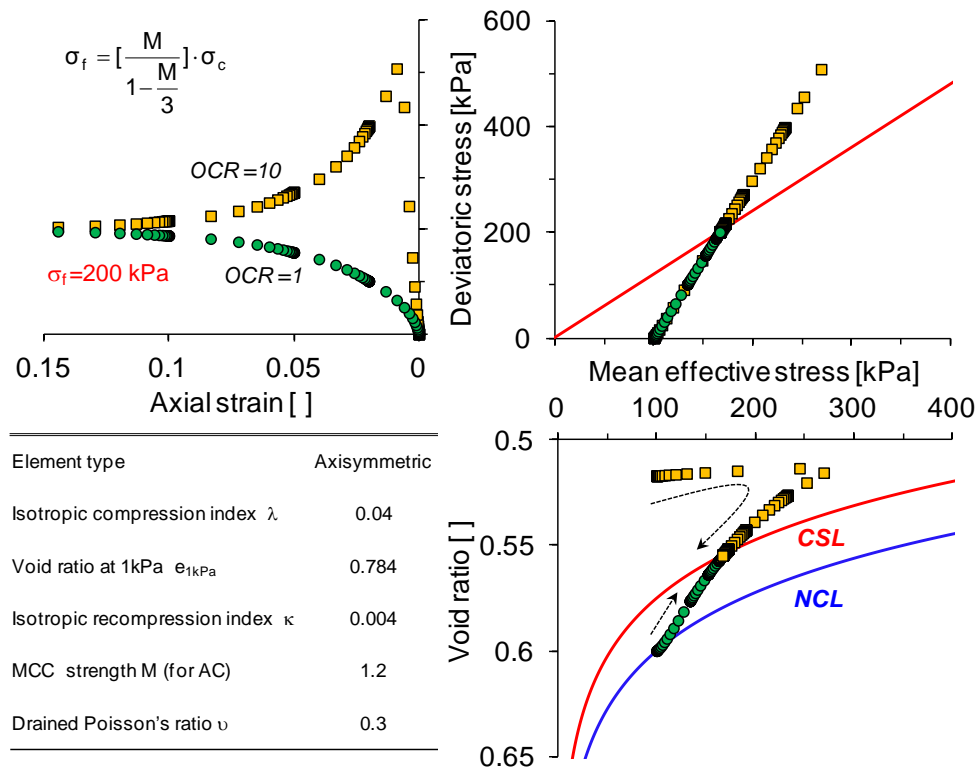 σf = [M / (1 − M/3)] · σc
OCR=10
OCR=1
σf=200 kPa
0.15 0.1 0.05 0
Axial strain [ ]
Deviatoric stress [kPa]
600
400
200
0
Mean effective stress [kPa]
0 100 200 300 400
Void ratio [ ]
0.5
0.55
0.6
0.65
CSL
NCL
Element type Axisymmetric
Isotropic compression index λ 0.04
Void ratio at 1kPa e1kPa 0.784
Isotropic recompression index κ 0.004
MCC strength M (for AC) 1.2
Drained Poisson's ratio υ 0.3